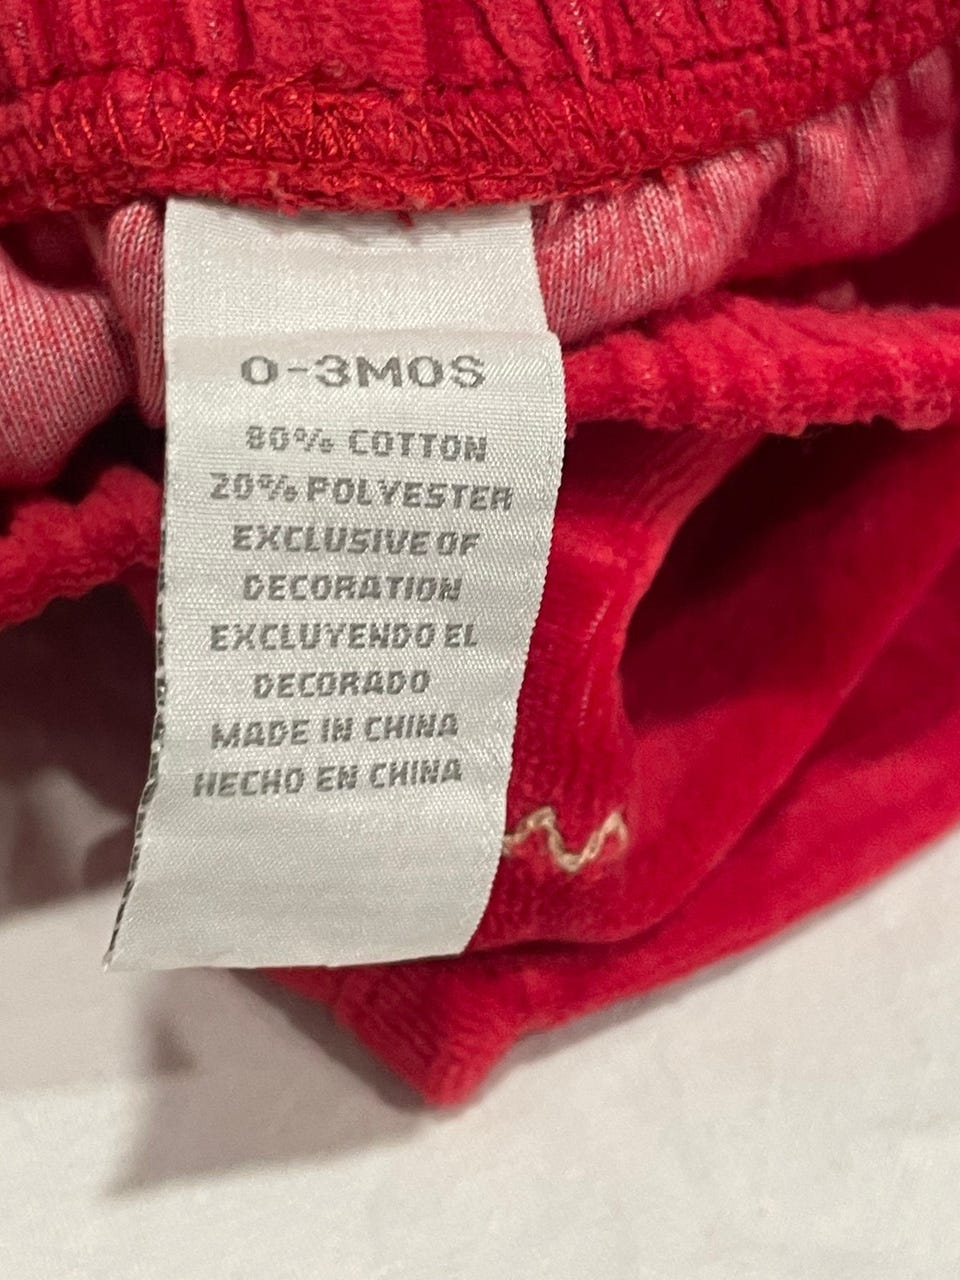 0-3MOS
80% COTTON
20% POLYESTER
EXCLUSIVE OF
DECORATION
EXCLUYENDO EL
DECORADO
MADE IN CHINA
HECHO EN CHINA